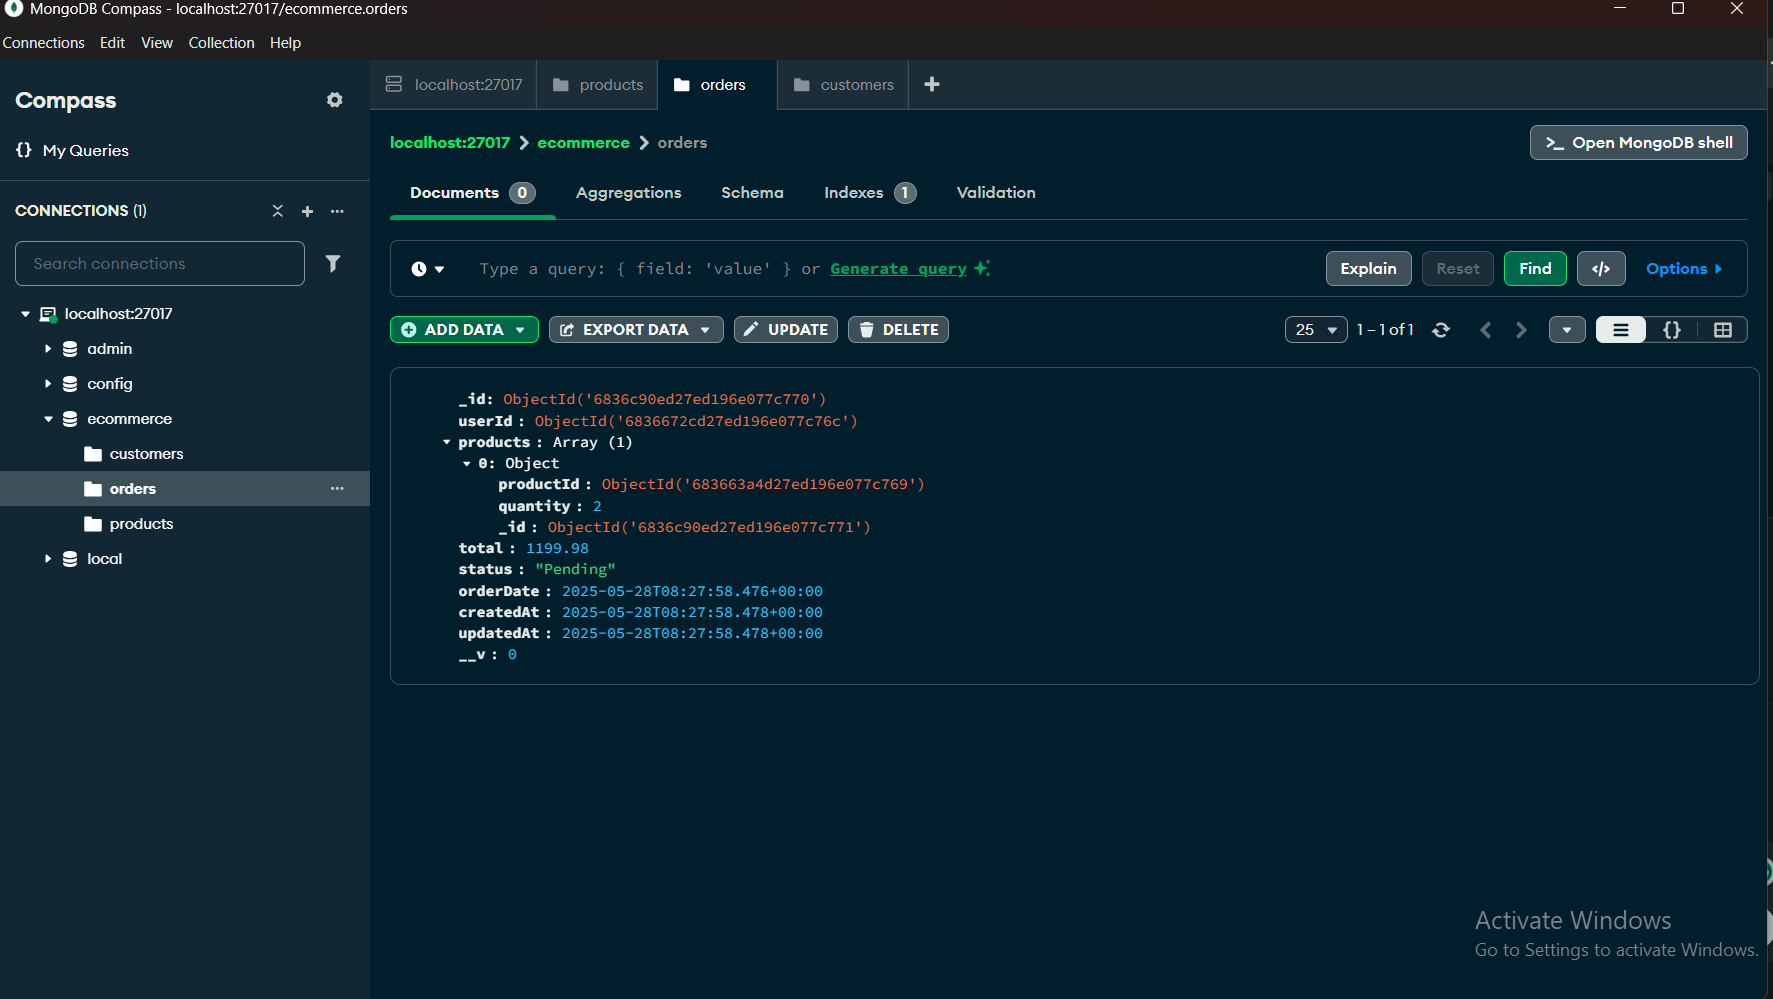 MongoDB Compass - localhost:27017/ecommerce.orders
Connections Edit View Collection Help
Compass
{} My Queries
CONNECTIONS (1)
Search connections
localhost:27017
admin
config
ecommerce
customers
orders
products
local
localhost:27017 products orders customers
localhost:27017 > ecommerce > orders
>_ Open MongoDB shell
Documents 0 Aggregations Schema Indexes 1 Validation
Type a query: { field: 'value' } or Generate query
Explain Reset Find </> Options
ADD DATA EXPORT DATA UPDATE DELETE
25 1 – 1 of 1 {}
_id: ObjectId('6836c90ed27ed196e077c770')
userId : ObjectId('6836672cd27ed196e077c76c')
products : Array (1)
0: Object
productId : ObjectId('683663a4d27ed196e077c769')
quantity : 2
_id : ObjectId('6836c90ed27ed196e077c771')
total : 1199.98
status : "Pending"
orderDate : 2025-05-28T08:27:58.476+00:00
createdAt : 2025-05-28T08:27:58.478+00:00
updatedAt : 2025-05-28T08:27:58.478+00:00
__v : 0
Activate Windows
Go to Settings to activate Windows.